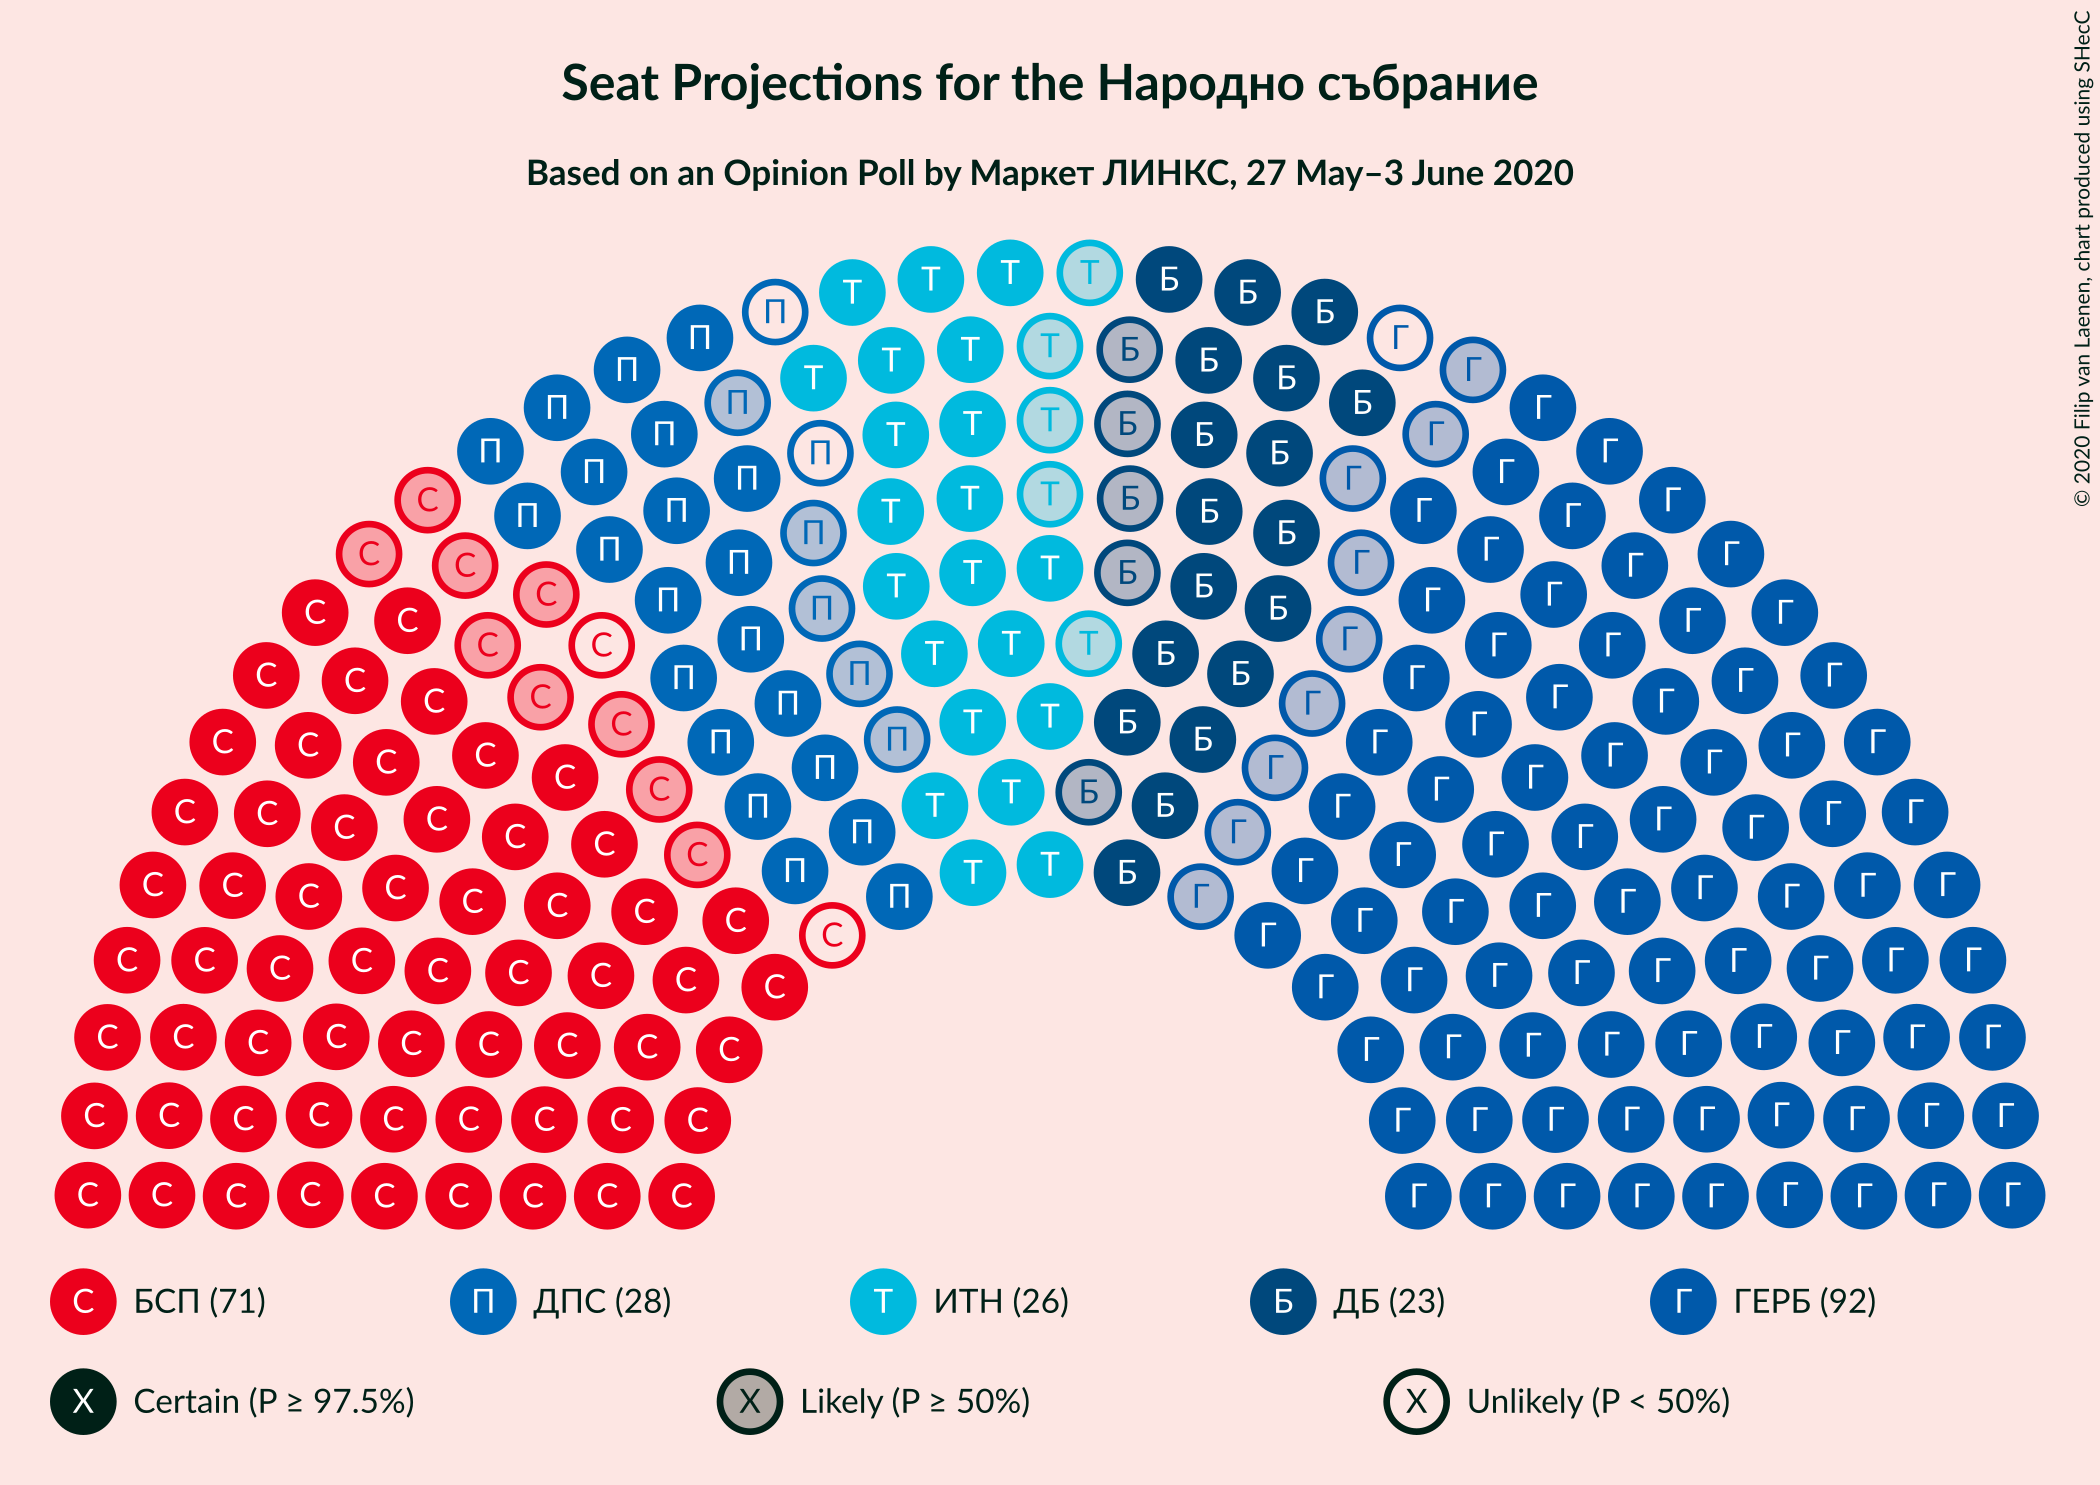 Seat Projections for the Народно събрание
Based on an Opinion Poll by Маркет ЛИНКС, 27 May–3 June 2020
© 2020 Filip van Laenen, chart produced using SHecC
С БСП (71) П ДПС (28) Т ИТН (26) Б ДБ (23) Г ГЕРБ (92)
X Certain (P ≥ 97.5%) X Likely (P ≥ 50%) X Unlikely (P < 50%)